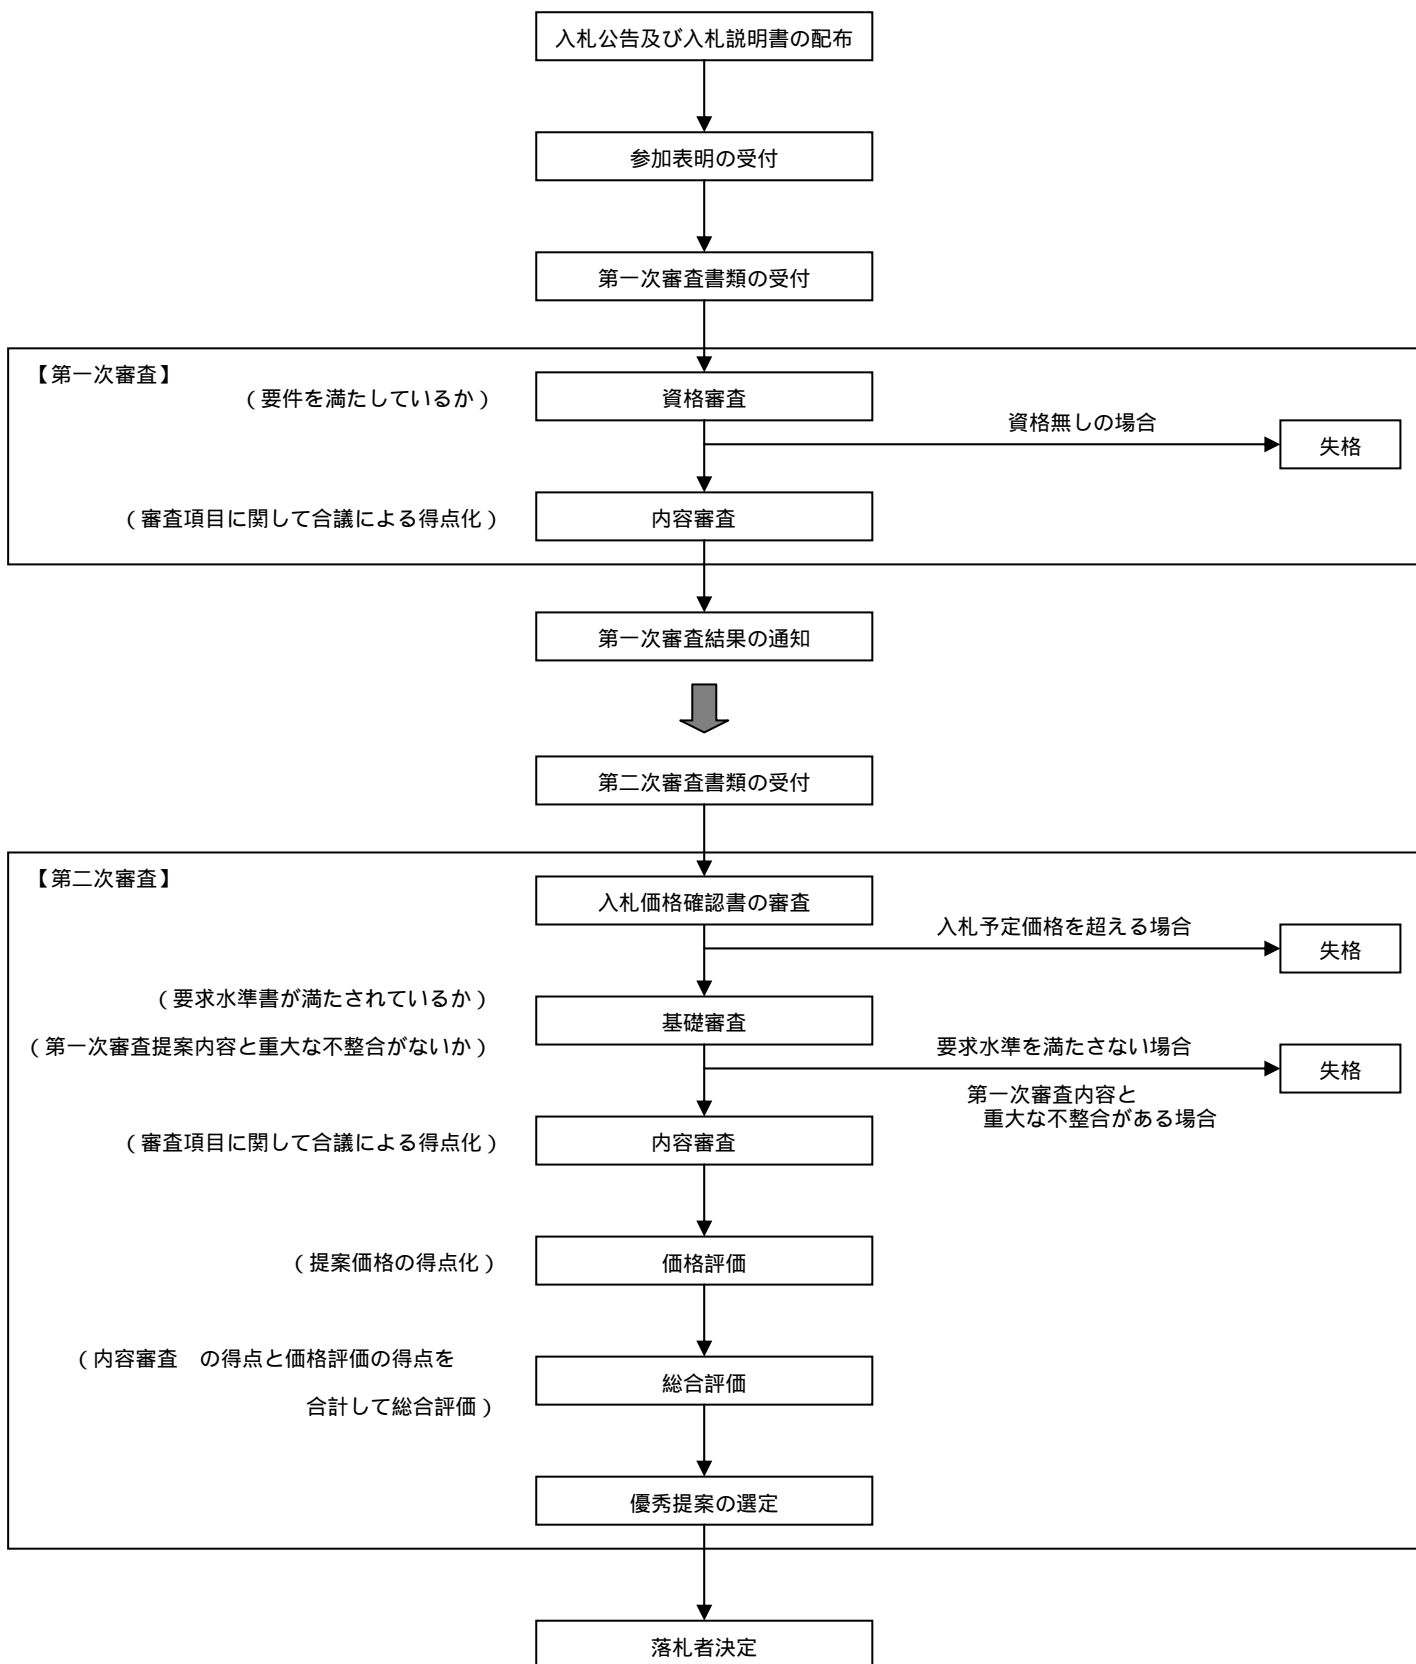 入札公告及び入札説明書の配布
参加表明の受付
第一次審査書類の受付
【第一次審査】
（要件を満たしているか）
資格審査
資格無しの場合
失格
（審査項目に関して合議による得点化）
内容審査
第一次審査結果の通知
第二次審査書類の受付
【第二次審査】
入札価格確認書の審査
入札予定価格を超える場合
失格
（要求水準書が満たされているか）
基礎審査
（第一次審査提案内容と重大な不整合がないか）
要求水準を満たさない場合
失格
第一次審査内容と
重大な不整合がある場合
（審査項目に関して合議による得点化）
内容審査
（提案価格の得点化）
価格評価
（内容審査　の得点と価格評価の得点を
合計して総合評価）
総合評価
優秀提案の選定
落札者決定